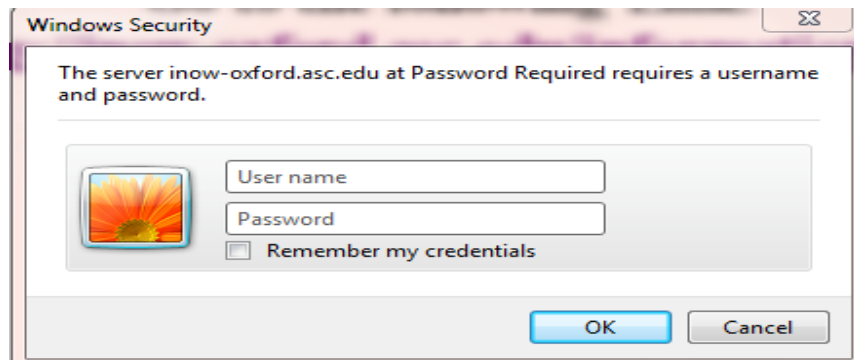 Windows Security
The server inow-oxford.asc.edu at Password Required requires a username
and password.
User name
Password
Remember my credentials
OK
Cancel